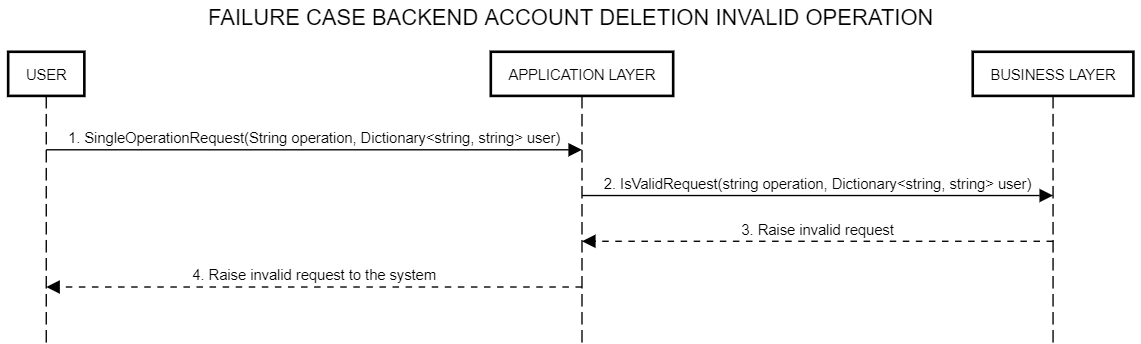 FAILURE CASE BACKEND ACCOUNT DELETION INVALID OPERATION
USER
APPLICATION LAYER
BUSINESS LAYER
1. SingleOperationRequest(String operation, Dictionary<string, string> user)
2. IsValidRequest(string operation, Dictionary<string, string> user)
3. Raise invalid request
4. Raise invalid request to the system